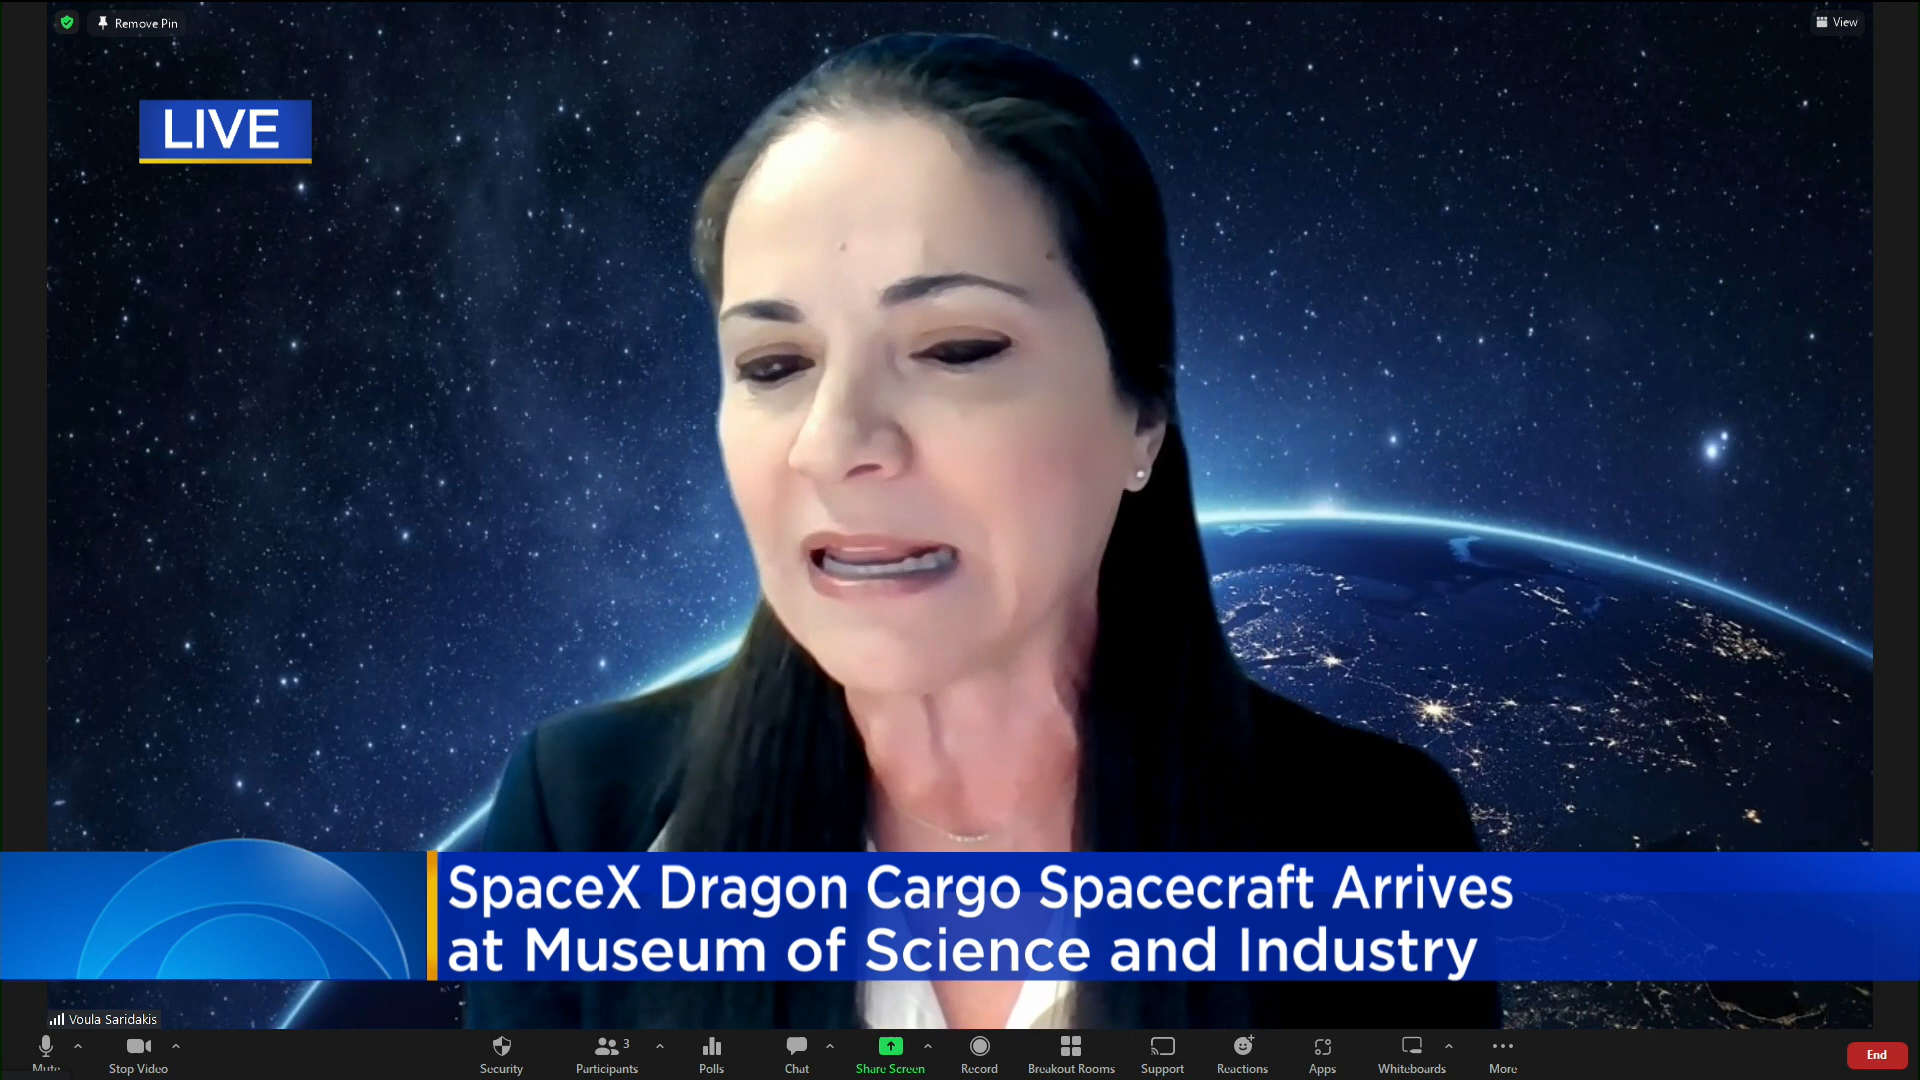 Remove Pin
View
LIVE
SpaceX Dragon Cargo Spacecraft Arrives
at Museum of Science and Industry
Voula Saridakis
Mute
Stop Video
Security
Participants 3
Polls
Chat
Share Screen
Record
Breakout Rooms
Support
Reactions
Apps
Whiteboards
More
End